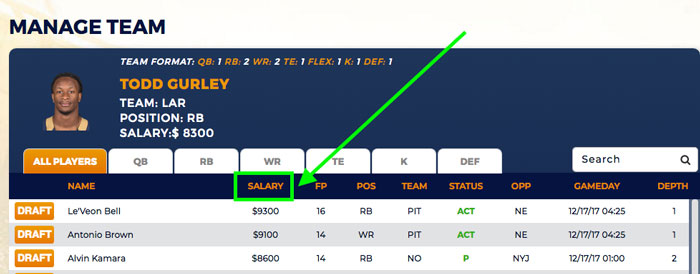 MANAGE TEAM
TEAM FORMAT: QB: 1 RB: 2 WR: 2 TE: 1 FLEX: 1 K: 1 DEF: 1
TODD GURLEY
TEAM: LAR
POSITION: RB
SALARY:$ 8300
ALL PLAYERS QB RB WR TE K DEF Search
NAME SALARY FP POS TEAM STATUS OPP GAMEDAY DEPTH
DRAFT Le'Veon Bell $9300 16 RB PIT ACT NE 12/17/17 04:25 1
DRAFT Antonio Brown $9100 14 WR PIT ACT NE 12/17/17 04:25 1
DRAFT Alvin Kamara $8600 14 RB NO P NYJ 12/17/17 01:00 2